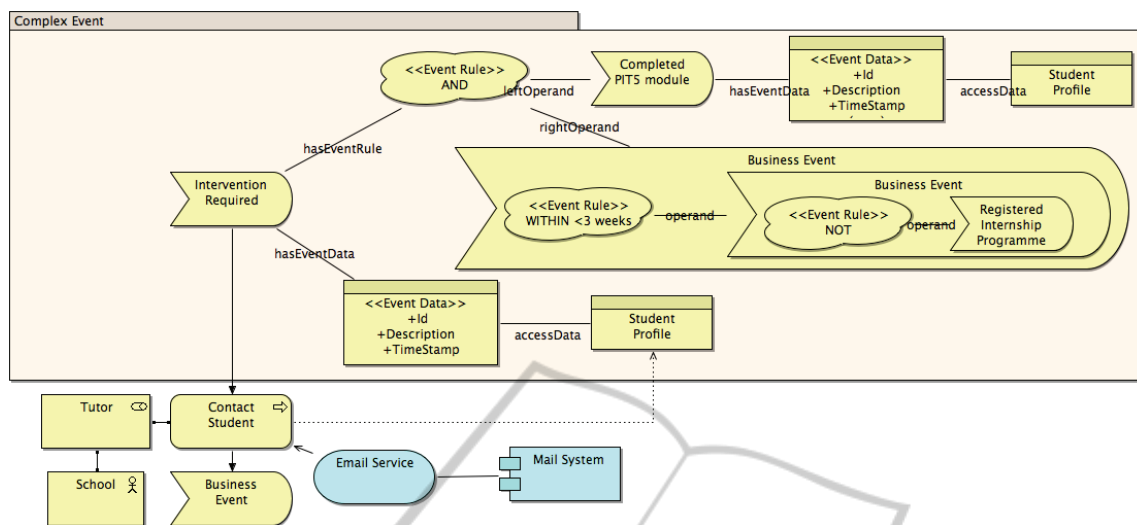 Complex Event
<<Event Rule>>
AND
leftOperand
Completed
PIT5 module
hasEventData
<<Event Data>>
+Id
+Description
+TimeStamp
accessData
Student
Profile
rightOperand
hasEventRule
Business Event
Intervention
Required
<<Event Rule>>
WITHIN <3 weeks
operand
Business Event
<<Event Rule>>
NOT
operand
Registered
Internship
Programme
hasEventData
<<Event Data>>
+Id
+Description
+TimeStamp
accessData
Student
Profile
Tutor
Contact
Student
Email Service
Mail System
School
Business
Event